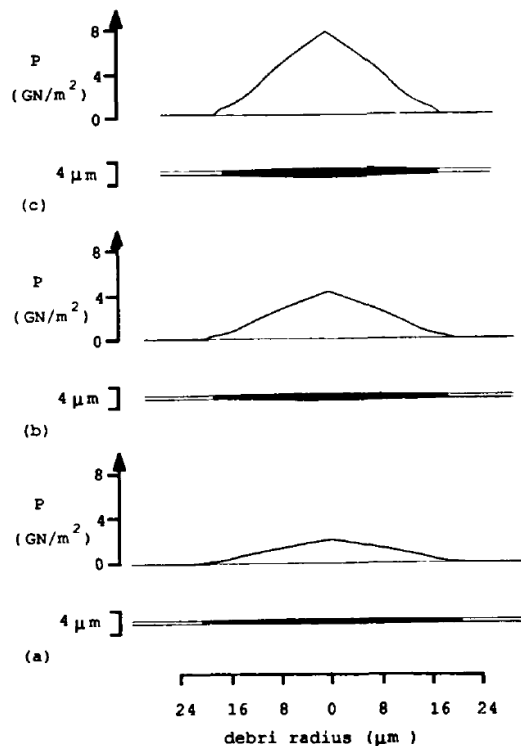 8
P
4
(GN/m²)
0
4 μm
(c)
8
P
4
(GN/m²)
0
4 μm
(b)
8
P
4
(GN/m²)
0
4 μm
(a)
24 16 8 0 8 16 24
debri radius (μm)